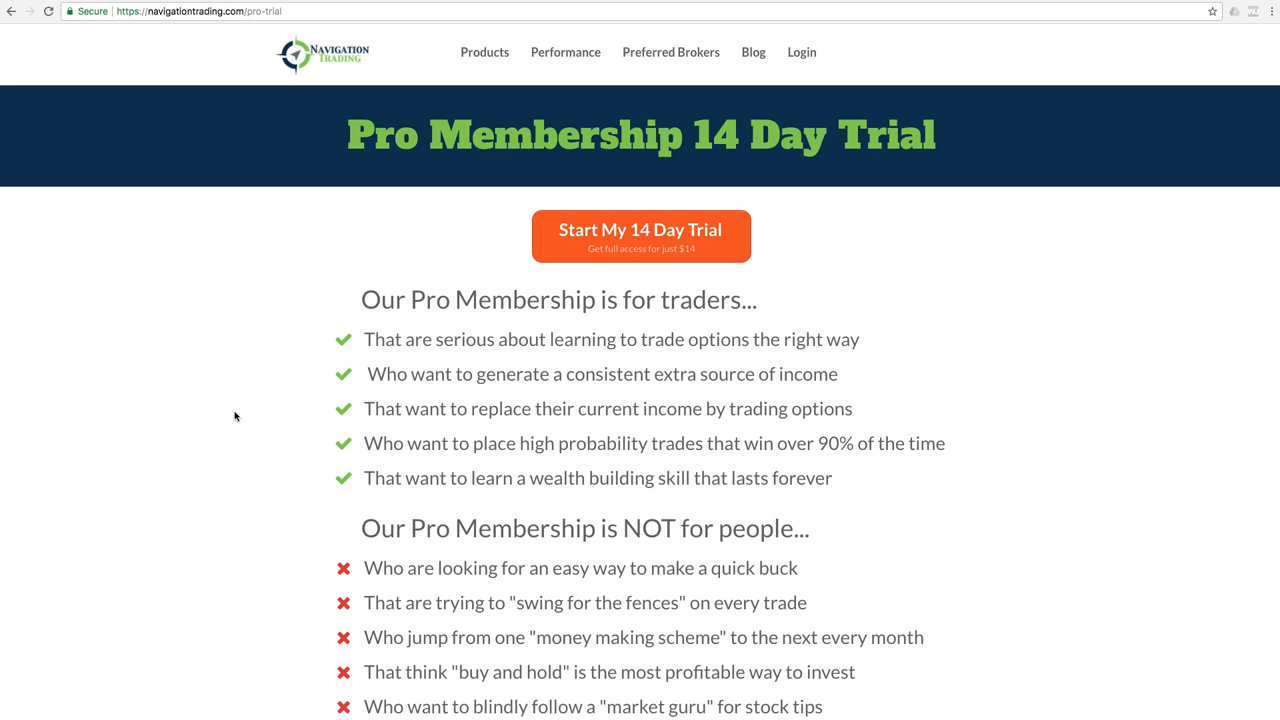 Secure https://navigationtrading.com/pro-trial
NAVIGATION
TRADING
Products Performance Preferred Brokers Blog Login
Pro Membership 14 Day Trial
Start My 14 Day Trial
Get full access for just $14
Our Pro Membership is for traders...
That are serious about learning to trade options the right way
Who want to generate a consistent extra source of income
That want to replace their current income by trading options
Who want to place high probability trades that win over 90% of the time
That want to learn a wealth building skill that lasts forever
Our Pro Membership is NOT for people...
Who are looking for an easy way to make a quick buck
That are trying to "swing for the fences" on every trade
Who jump from one "money making scheme" to the next every month
That think "buy and hold" is the most profitable way to invest
Who want to blindly follow a "market guru" for stock tips